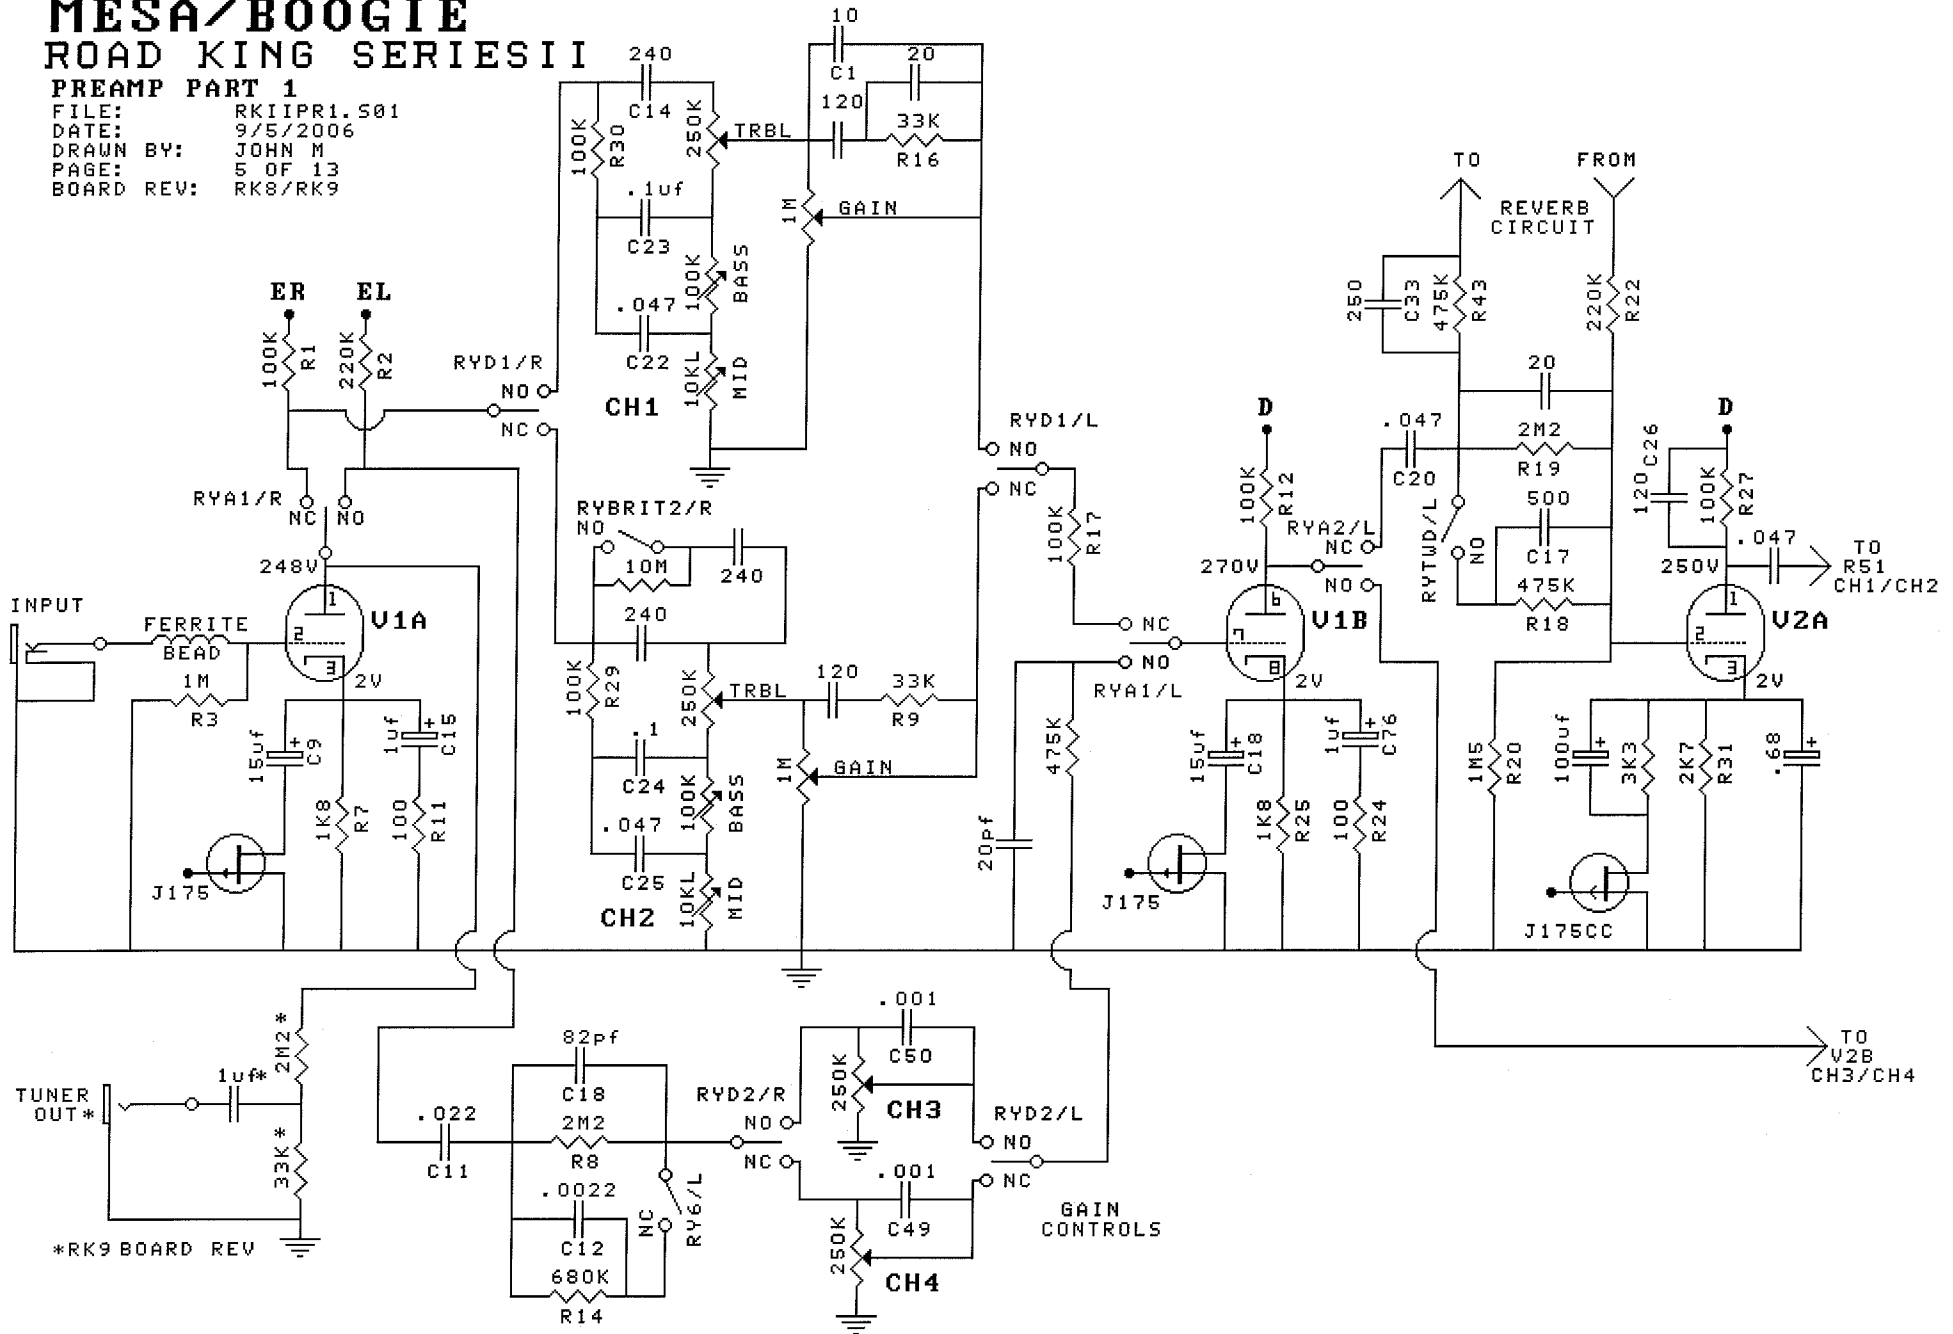 MESA/BOOGIE
ROAD KING SERIESII
PREAMP PART 1
FILE: RKIIPR1.S01
DATE: 9/5/2006
DRAWN BY: JOHN M
PAGE: 5 OF 13
BOARD REV: RK8/RK9
10
C1
240
C14
20
120
33K
R16
250K
TRBL
100K
R30
.1uf
C23
1M
GAIN
100K
BASS
.047
C22
10KL
MID
CH1
ER
EL
100K
R1
220K
R2
RYD1/R
NO
NC
RYA1/R
NC
NO
248V
INPUT
FERRITE
BEAD
1
2
3
V1A
2V
1M
R3
15uf
+
C9
1uf
+
C15
1K8
R7
100
R11
J175
RYBRIT2/R
NO
10M
240
240
100K
R29
250K
TRBL
120
33K
R9
.1
C24
1M
GAIN
100K
BASS
.047
C25
10KL
MID
CH2
RYD1/L
NO
NC
100K
R17
NC
NO
RYA1/L
475K
20pf
D
100K
R12
270V
6
7
8
V1B
2V
RYA2/L
NC
NO
15uf
+
C18
1uf
+
C76
1K8
R25
100
R24
J175
TO
FROM
REVERB
CIRCUIT
250
C33
475K
R43
220K
R22
20
.047
C20
2M2
R19
RYTWD/L
NO
500
C17
475K
R18
D
120
C26
100K
R27
250V
.047
TO
R51
CH1/CH2
1
2
3
V2A
2V
1M5
R20
100uf
+
3K3
2K7
R31
.68
+
J175CC
TO
V2B
CH3/CH4
2M2*
TUNER
OUT*
1uf*
33K*
*RK9 BOARD REV
.022
C11
82pf
C18
2M2
R8
.0022
C12
680K
R14
NC
RY6/L
RYD2/R
NO
NC
.001
C50
250K
CH3
RYD2/L
NO
NC
.001
C49
250K
CH4
GAIN
CONTROLS